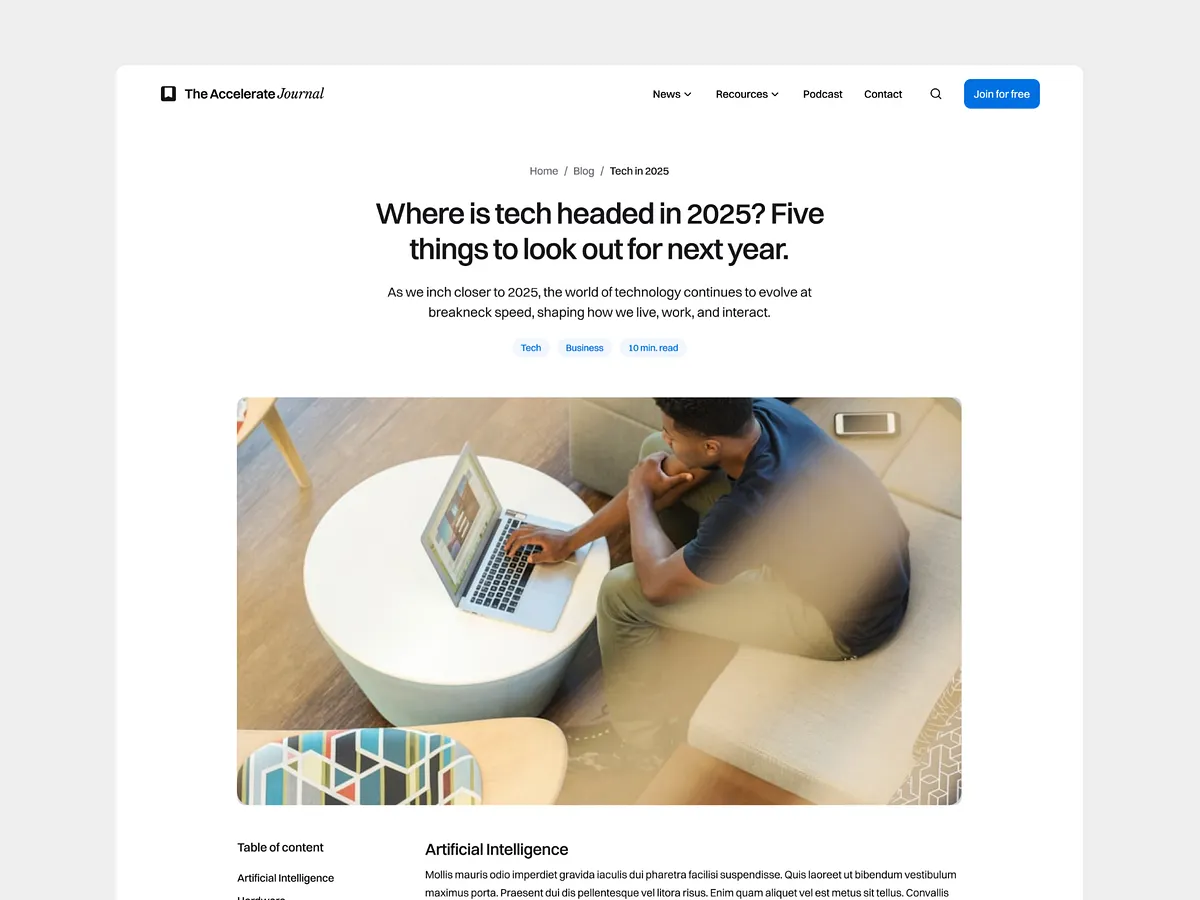 The Accelerate Journal
News
Recources
Podcast
Contact
Join for free
Home / Blog / Tech in 2025
Where is tech headed in 2025? Five
things to look out for next year.
As we inch closer to 2025, the world of technology continues to evolve at
breakneck speed, shaping how we live, work, and interact.
Tech
Business
10 min. read
Table of content
Artificial Intelligence
Hardware
Artificial Intelligence
Mollis mauris odio imperdiet gravida iaculis dui pharetra facilisi suspendisse. Quis laoreet ut bibendum vestibulum
maximus porta. Praesent dui dis pellentesque vel litora risus. Enim quam aliquet vel est metus sit tellus. Convallis